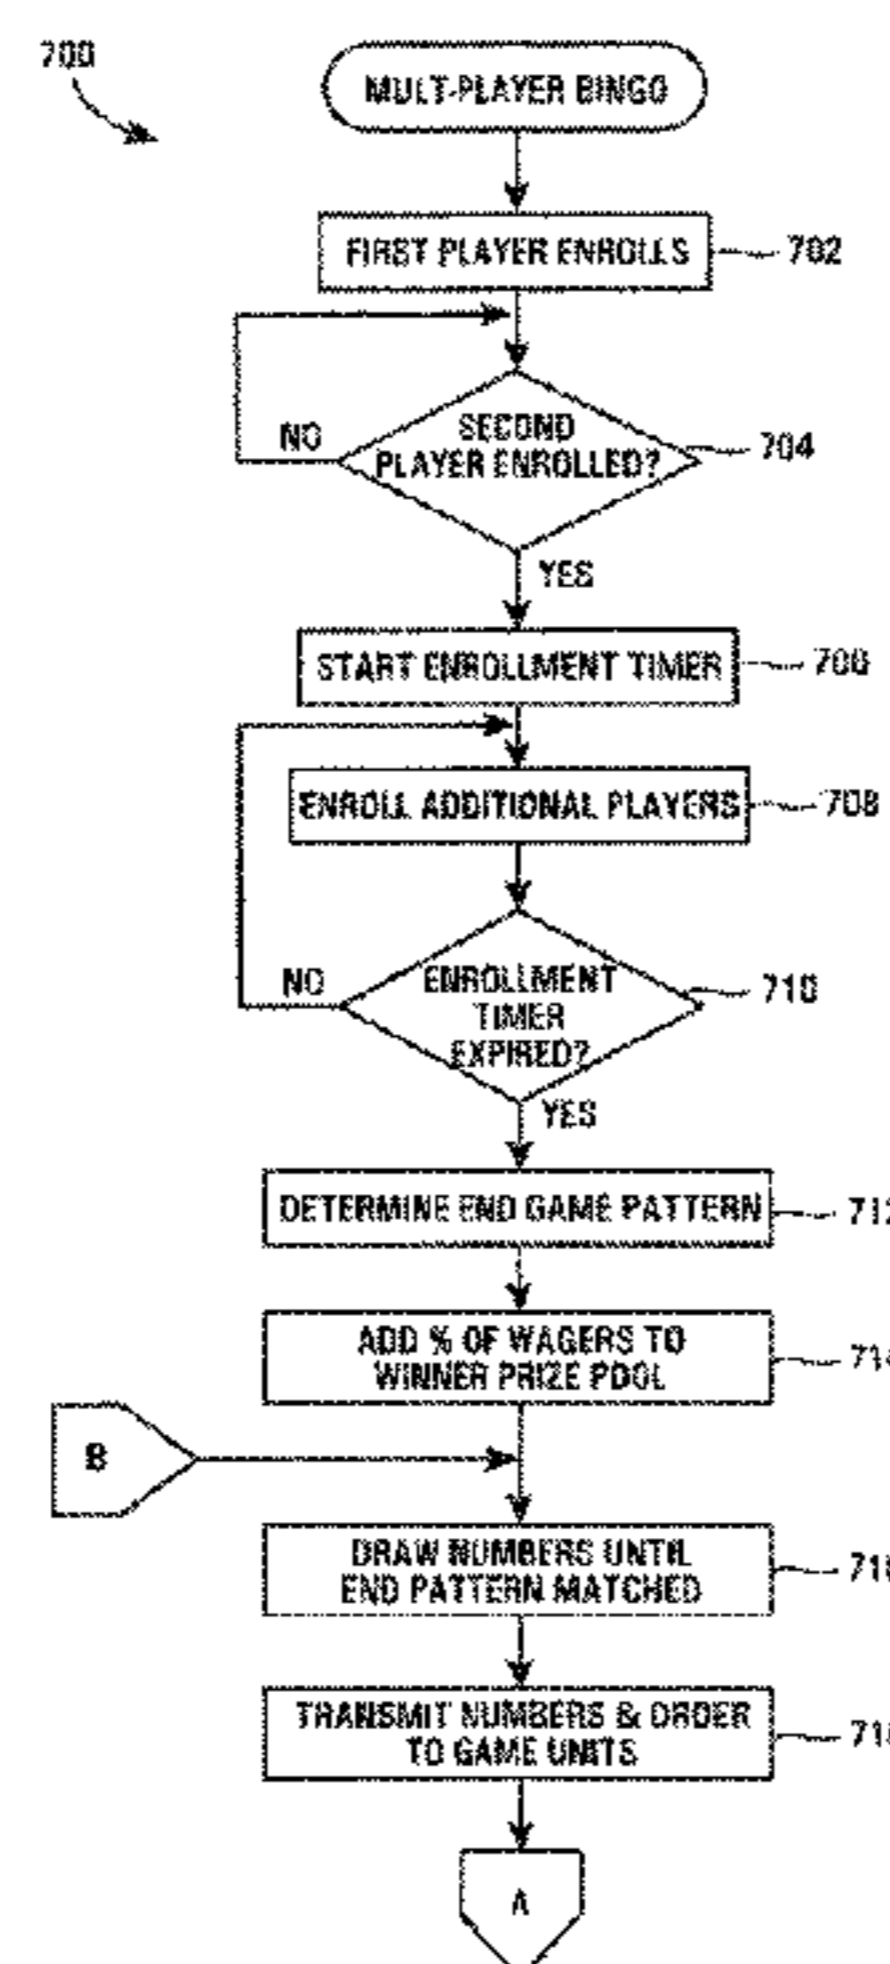 700
MULT-PLAYER BINGO
FIRST PLAYER ENROLLS
702
SECOND
PLAYER ENROLLED?
704
NO
YES
START ENROLLMENT TIMER
706
ENROLL ADDITIONAL PLAYERS
708
ENROLLMENT
TIMER
EXPIRED?
710
NO
YES
DETERMINE END GAME PATTERN
ADD % OF WAGERS TO
WINNER PRIZE POOL
B
DRAW NUMBERS UNTIL
END PATTERN MATCHED
TRANSMIT NUMBERS & ORDER
TO GAME UNITS
A